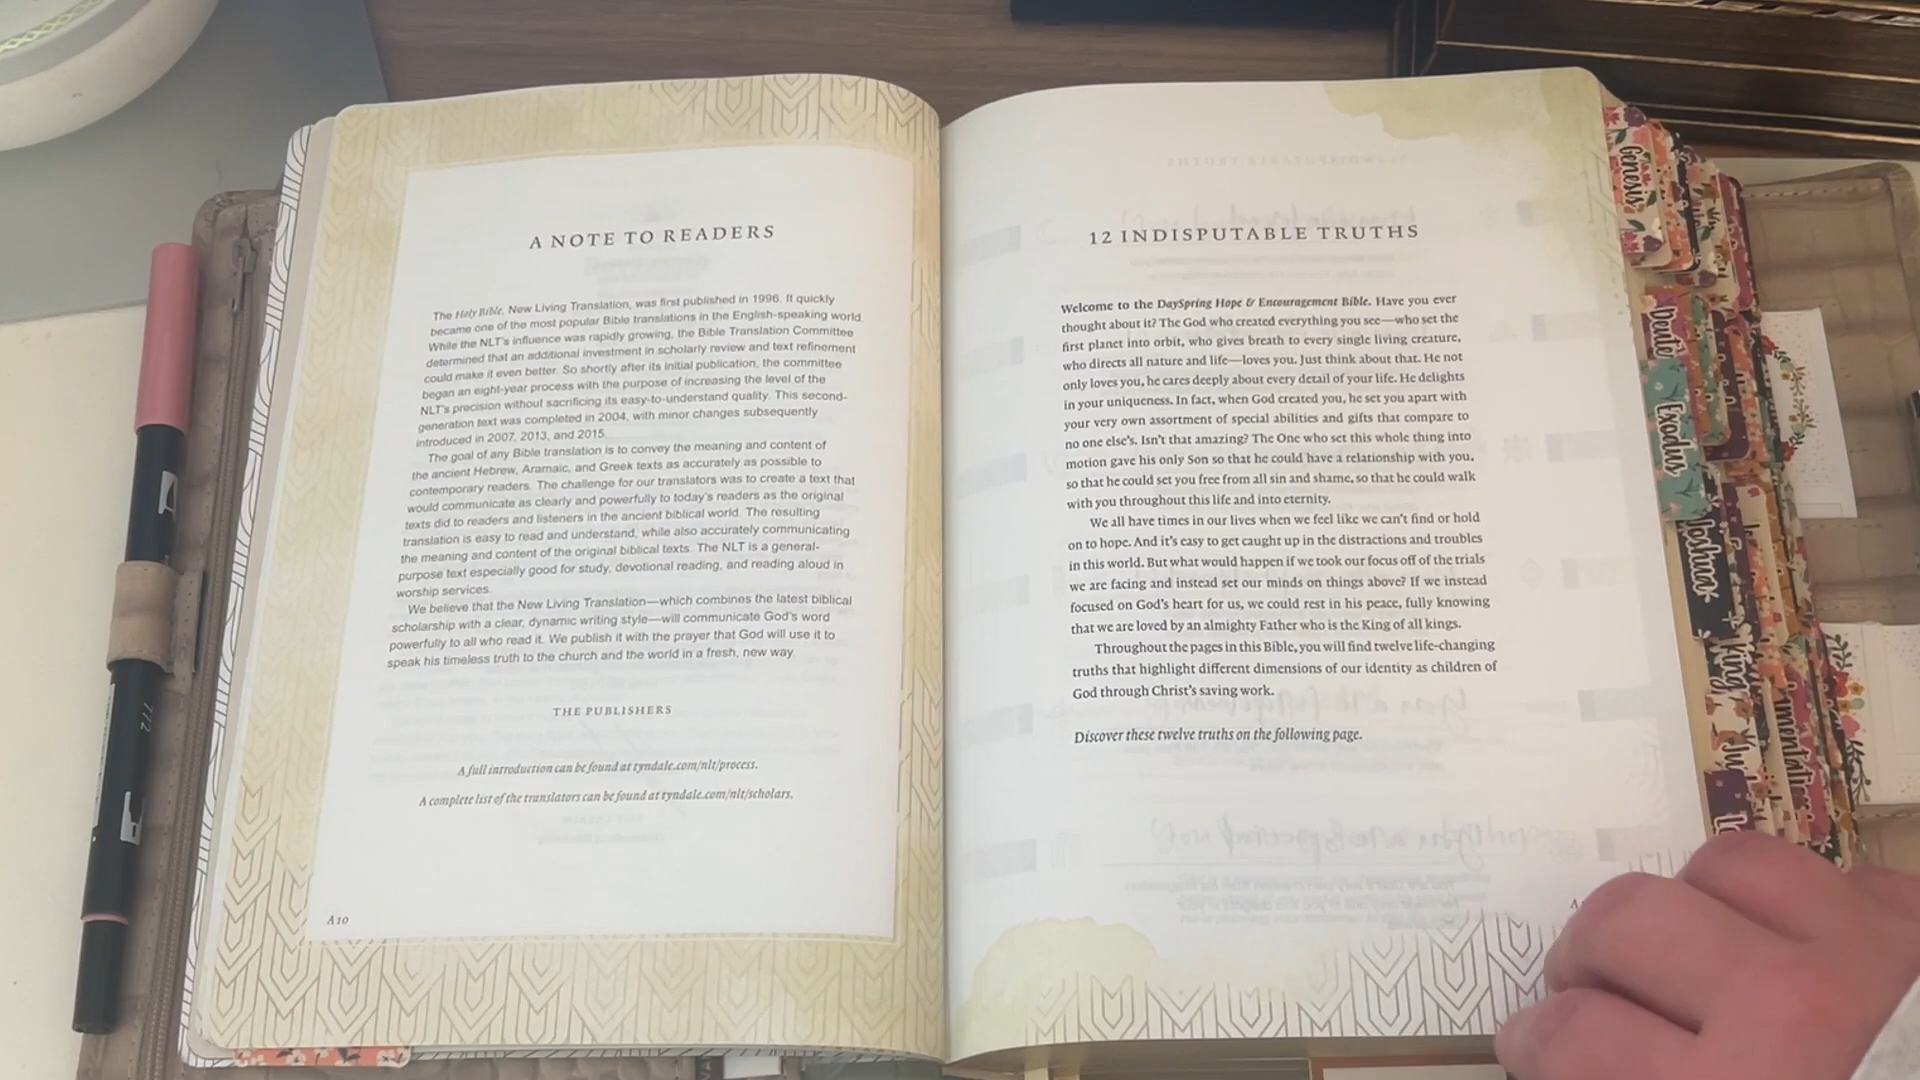 A NOTE TO READERS
The Holy Bible, New Living Translation, was first published in 1996. It quickly
became one of the most popular Bible translations in the English-speaking world.
While the NLT's influence was rapidly growing, the Bible Translation Committee
determined that an additional investment in scholarly review and text refinement
could make it even better. So shortly after its initial publication, the committee
began an eight-year process with the purpose of increasing the level of the
NLT's precision without sacrificing its easy-to-understand quality. This second-
generation text was completed in 2004, with minor changes subsequently
introduced in 2007, 2013, and 2015.
The goal of any Bible translation is to convey the meaning and content of
the ancient Hebrew, Aramaic, and Greek texts as accurately as possible to
contemporary readers. The challenge for our translators was to create a text that
would communicate as clearly and powerfully to today's readers as the original
texts did to readers and listeners in the ancient biblical world. The resulting
translation is easy to read and understand, while also accurately communicating
the meaning and content of the original biblical texts. The NLT is a general-
purpose text especially good for study, devotional reading, and reading aloud in
worship services.
We believe that the New Living Translation—which combines the latest biblical
scholarship with a clear, dynamic writing style—will communicate God's word
powerfully to all who read it. We publish it with the prayer that God will use it to
speak his timeless truth to the church and the world in a fresh, new way.
THE PUBLISHERS
A full introduction can be found at tyndale.com/nlt/process.
A complete list of the translators can be found at tyndale.com/nlt/scholars.
A10
12 INDISPUTABLE TRUTHS
Welcome to the DaySpring Hope & Encouragement Bible. Have you ever
thought about it? The God who created everything you see—who set the
first planet into orbit, who gives breath to every single living creature,
who directs all nature and life—loves you. Just think about that. He not
only loves you, he cares deeply about every detail of your life. He delights
in your uniqueness. In fact, when God created you, he set you apart with
your very own assortment of special abilities and gifts that compare to
no one else's. Isn't that amazing? The One who set this whole thing into
motion gave his only Son so that he could have a relationship with you,
so that he could set you free from all sin and shame, so that he could walk
with you throughout this life and into eternity.
We all have times in our lives when we feel like we can't find or hold
on to hope. And it's easy to get caught up in the distractions and troubles
in this world. But what would happen if we took our focus off of the trials
we are facing and instead set our minds on things above? If we instead
focused on God's heart for us, we could rest in his peace, fully knowing
that we are loved by an almighty Father who is the King of all kings.
Throughout the pages in this Bible, you will find twelve life-changing
truths that highlight different dimensions of our identity as children of
God through Christ's saving work.
Discover these twelve truths on the following page.
Genesis
Exodus
Joshua
772